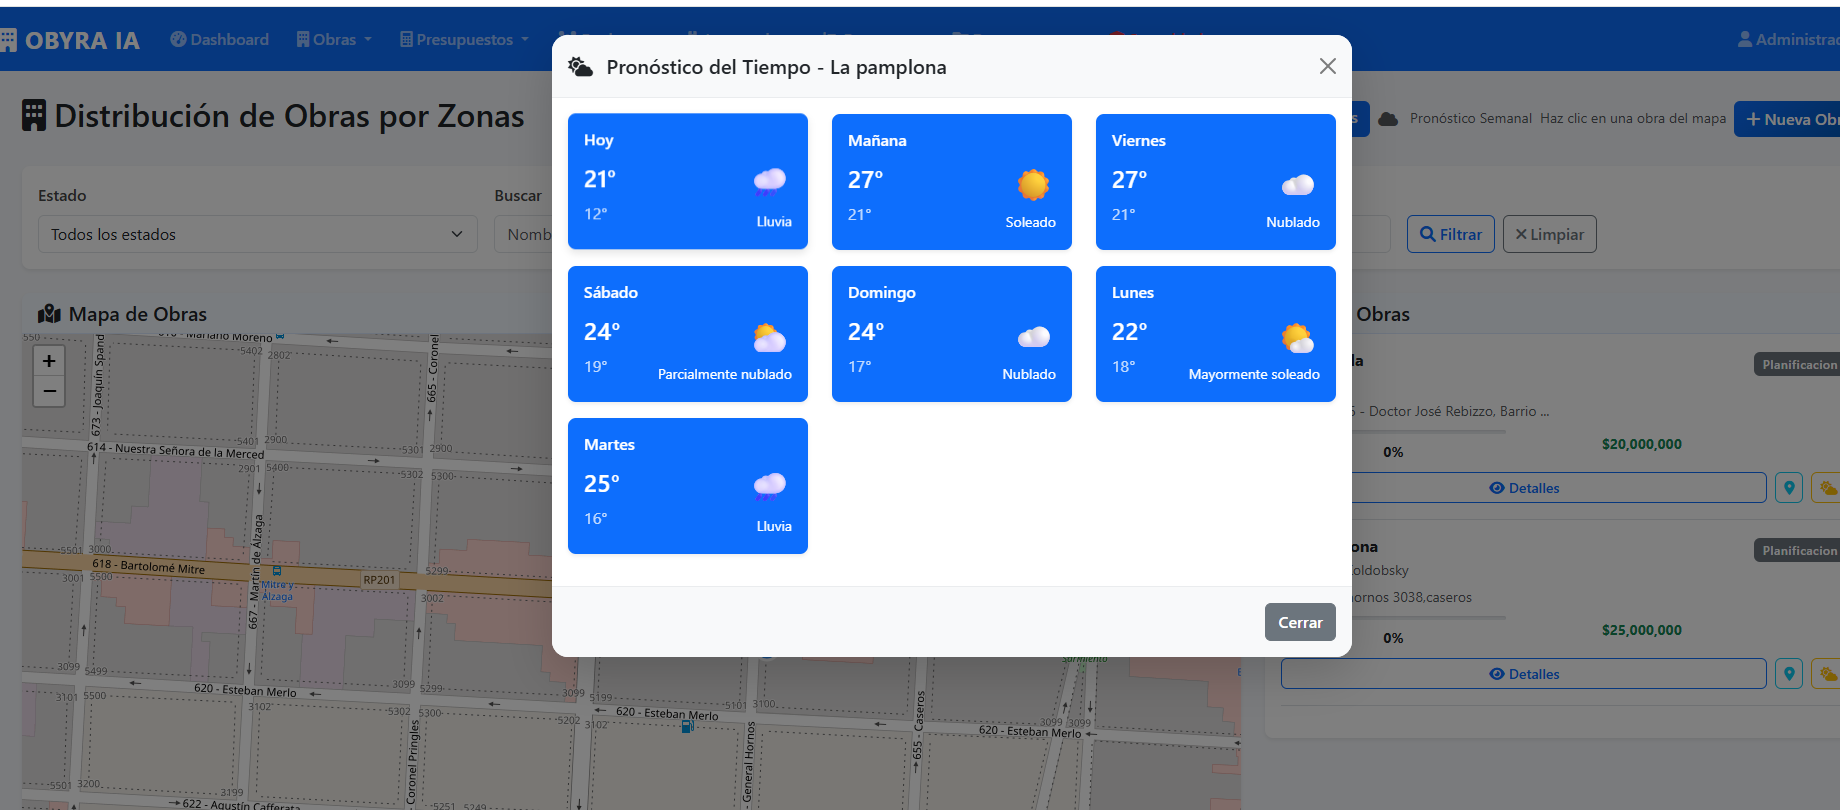 OBYRA IA
Dashboard
Obras
Presupuestos
Administrac
Distribución de Obras por Zonas
Pronóstico Semanal
Haz clic en una obra del mapa
Nueva Obr
Estado
Todos los estados
Buscar
Nomb
Filtrar
Limpiar
Pronóstico del Tiempo - La pamplona
Hoy
21°
12°
Lluvia
Mañana
27°
21°
Soleado
Viernes
27°
21°
Nublado
Sábado
24°
19°
Parcialmente nublado
Domingo
24°
17°
Nublado
Lunes
22°
18°
Mayormente soleado
Martes
25°
16°
Lluvia
Cerrar
Mapa de Obras
+
−
550
616 - Mariano Moreno
5402
2802
673 - Joaquín Spand
665 - Coronel
5401
2900
5301
2900
614 - Nuestra Señora de la Merced
2901
5400
5302
5300
5501
3000
618 - Bartolomé Mitre
3001
5500
Mitre y
Álzaga
RP201
5299
3002
667 - Martín de Álzaga
3099
5499
3101
5500
620 - Esteban Merlo
3102
3099
5299
5302
5300
3099
5199
5202
3102
620 - Esteban Merlo
5101
3100
Sarmiento
3099
3099
620 - Esteban Merlo
655 - Caseros
General Hornos
Coronel Pringles
5501
3200
3199
622 - Agustín Cafferata
5251
5249
Obras
la
Planificacion
5 - Doctor José Rebizzo, Barrio ...
0%
$20,000,000
Detalles
ona
Planificacion
Koldobsky
ornos 3038,caseros
0%
$25,000,000
Detalles